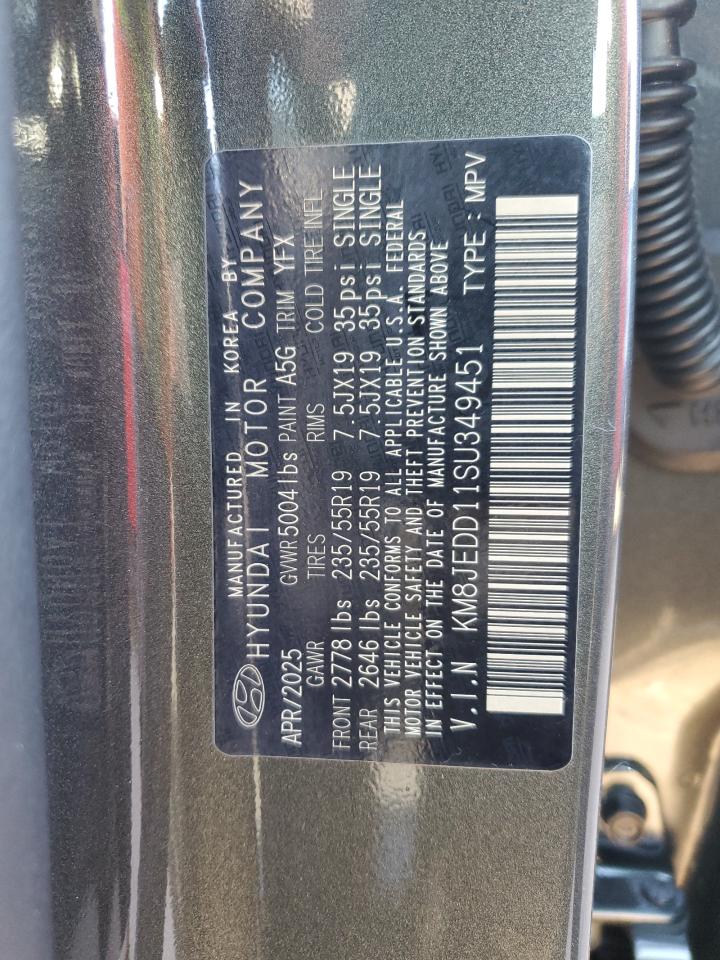 MANUFACTURED IN KOREA BY
HYUNDAI MOTOR COMPANY
APR/2025 GVWR 5004 lbs PAINT A5G TRIM YFX
GAWR TIRES RIMS COLD TIRE INFL
FRONT 2778 lbs 235/55R19 7.5JX19 35psi SINGLE
REAR 2646 lbs 235/55R19 7.5JX19 35psi SINGLE
THIS VEHICLE CONFORMS TO ALL APPLICABLE U.S.A. FEDERAL
MOTOR VEHICLE SAFETY AND THEFT PREVENTION STANDARDS
IN EFFECT ON THE DATE OF MANUFACTURE SHOWN ABOVE
V.I.N KM8JEDD11SU349451 TYPE : MPV